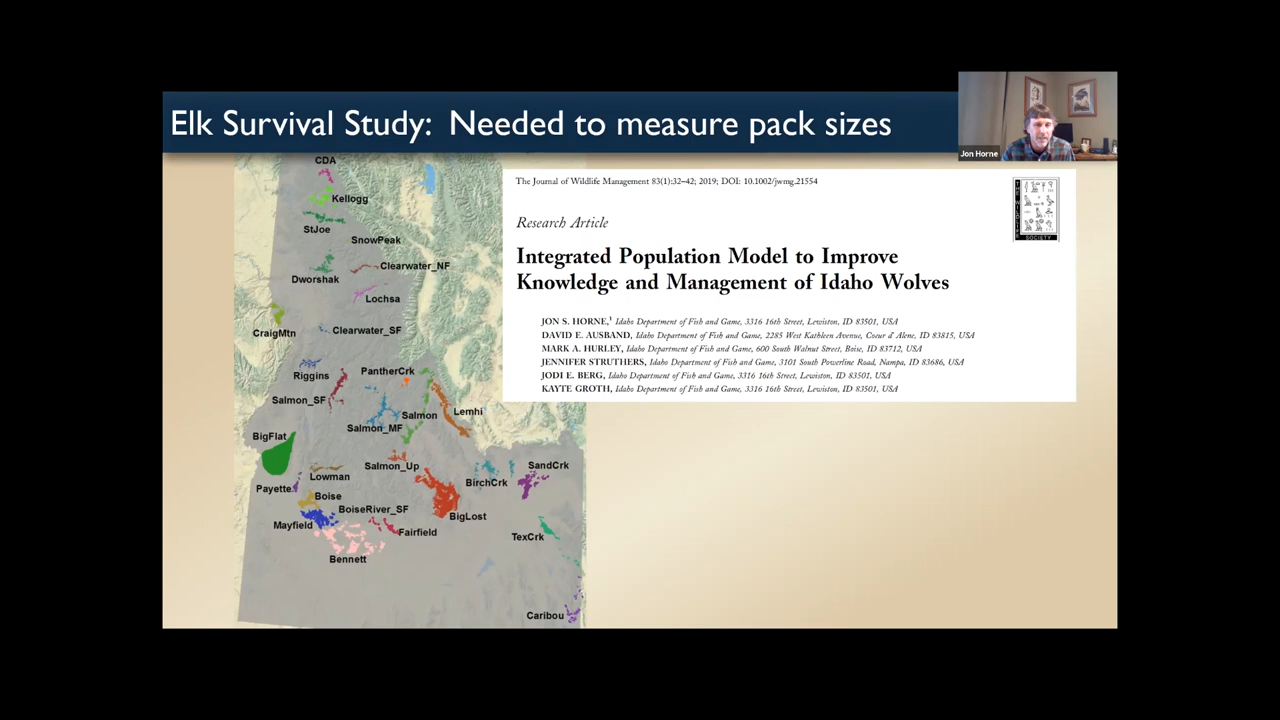 Elk Survival Study: Needed to measure pack sizes
Jon Horne
CDA
Kellogg
StJoe
SnowPeak
Clearwater_NF
Dworshak
Lochsa
CraigMtn
Clearwater_SF
Riggins
PantherCrk
Salmon_SF
Salmon
Lemhi
Salmon_MF
BigFlat
Salmon_Up
SandCrk
Lowman
BirchCrk
Payette
Boise
BoiseRiver_SF
BigLost
Mayfield
Fairfield
TexCrk
Bennett
Caribou
The Journal of Wildlife Management 83(1):32–42; 2019; DOI: 10.1002/jwmg.21554
Research Article
Integrated Population Model to Improve
Knowledge and Management of Idaho Wolves
JON S. HORNE,¹ Idaho Department of Fish and Game, 3316 16th Street, Lewiston, ID 83501, USA
DAVID E. AUSBAND, Idaho Department of Fish and Game, 2285 West Kathleen Avenue, Coeur d' Alene, ID 83815, USA
MARK A. HURLEY, Idaho Department of Fish and Game, 600 South Walnut Street, Boise, ID 83712, USA
JENNIFER STRUTHERS, Idaho Department of Fish and Game, 3101 South Powerline Road, Nampa, ID 83686, USA
JODI E. BERG, Idaho Department of Fish and Game, 3316 16th Street, Lewiston, ID 83501, USA
KAYTE GROTH, Idaho Department of Fish and Game, 3316 16th Street, Lewiston, ID 83501, USA
THE WILDLIFE
SOCIETY